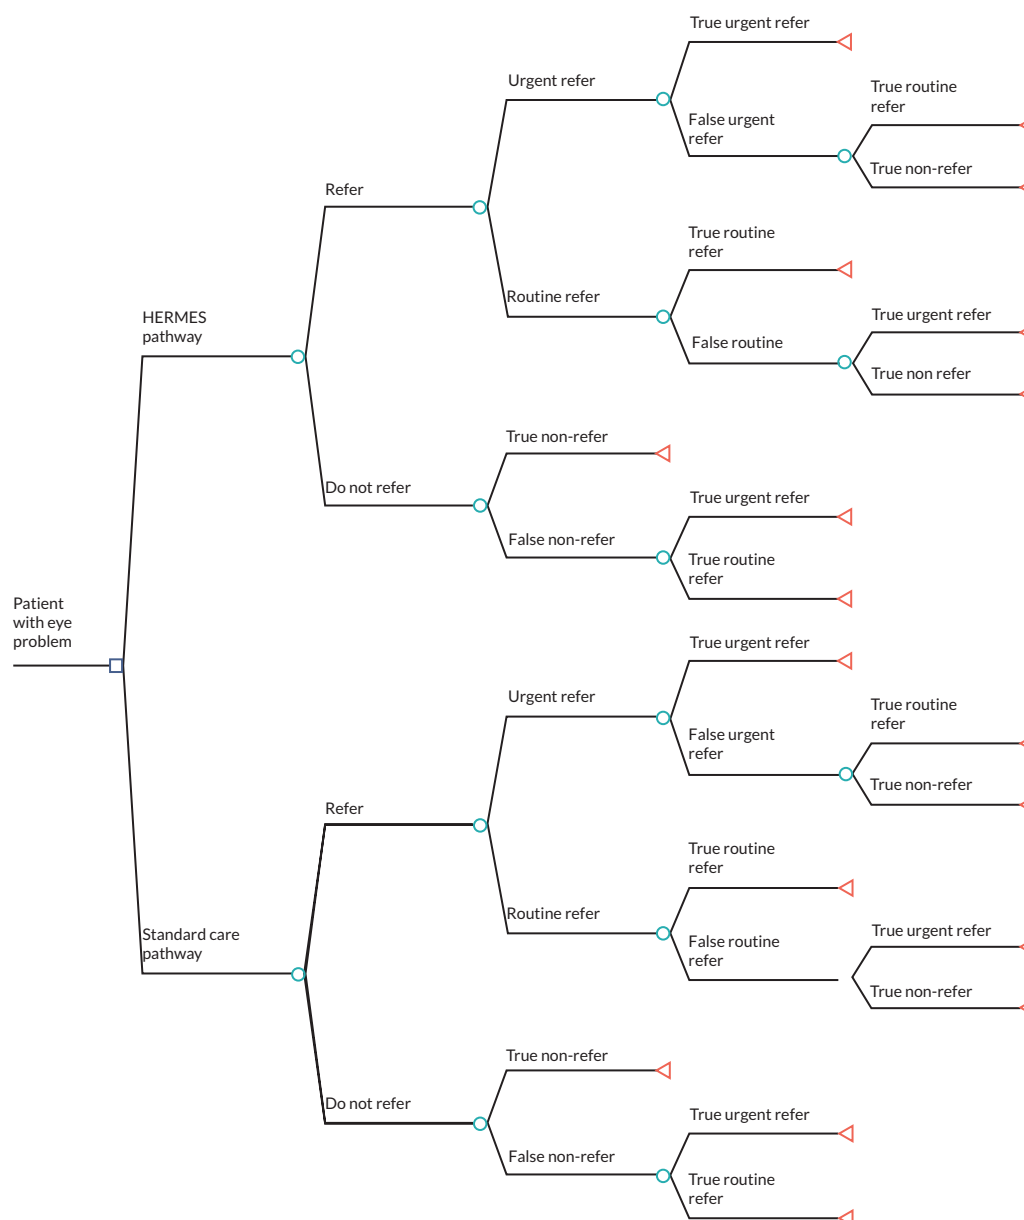 True urgent refer
Urgent refer
True routine
refer
False urgent
refer
True non-refer
Refer
True routine
refer
Routine refer
True urgent refer
False routine
True non refer
HERMES
pathway
True non-refer
Do not refer
True urgent refer
False non-refer
True routine
refer
Patient
with eye
problem
True urgent refer
Urgent refer
True routine
refer
False urgent
refer
True non-refer
Refer
True routine
refer
Routine refer
True urgent refer
False routine
refer
True non-refer
Standard care
pathway
True non-refer
Do not refer
True urgent refer
False non-refer
True routine
refer